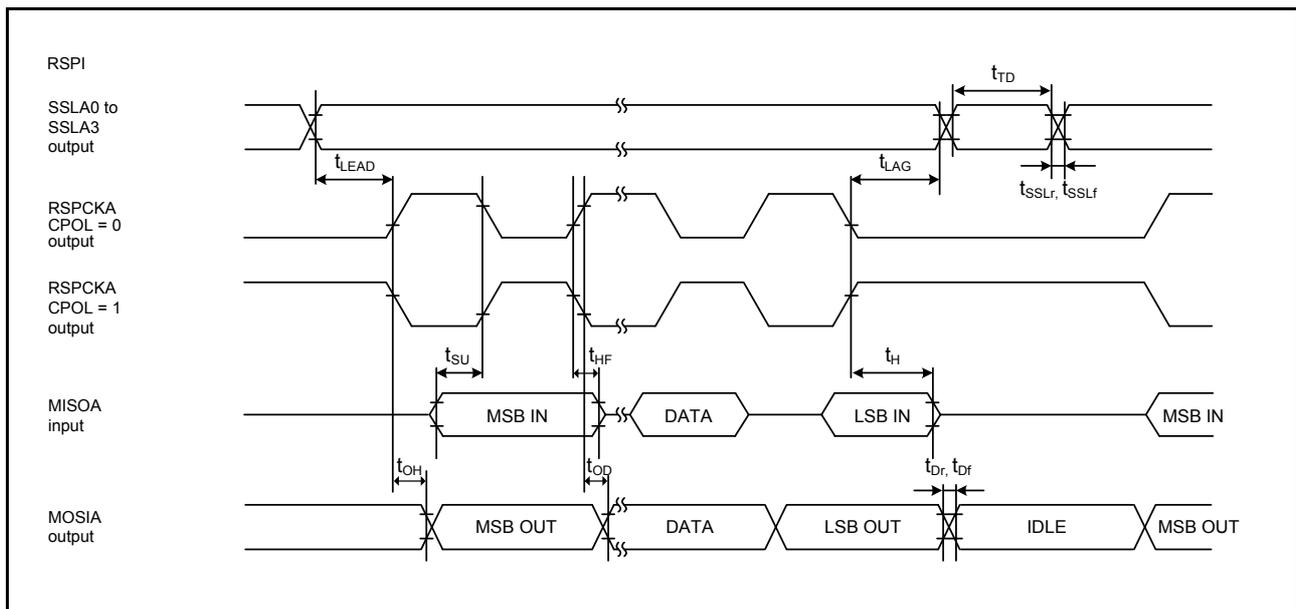 RSPI
SSLA0 to
SSLA3
output
tTD
tLEAD
tLAG
tSSLr, tSSLf
RSPCKA
CPOL = 0
output
RSPCKA
CPOL = 1
output
tSU
tHF
tH
MISOA
input
MSB IN
DATA
LSB IN
MSB IN
tOH
tOD
tDr, tDf
MOSIA
output
MSB OUT
DATA
LSB OUT
IDLE
MSB OUT